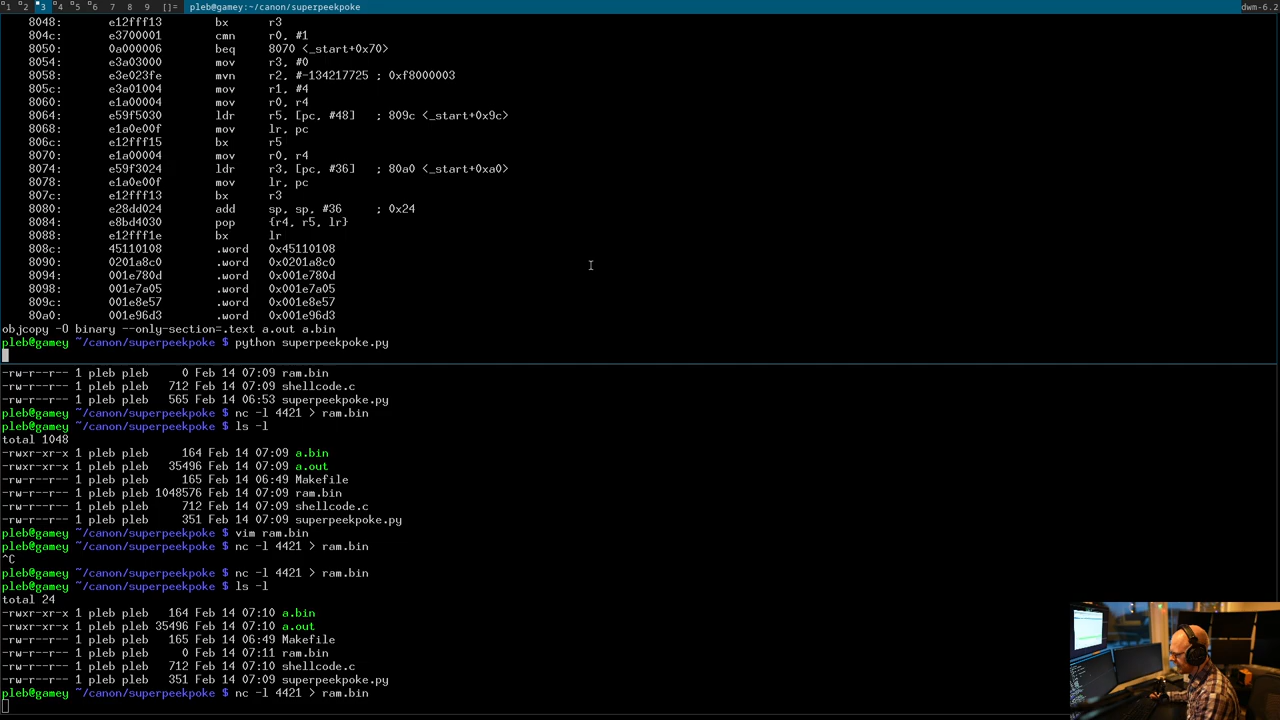 1 2 3 4 5 6 7 8 9 []= pleb@gamey:~/canon/superpeekpoke dwm-6.2
8048: e12fff13 bx r3
804c: e3700001 cmn r0, #1
8050: 0a000006 beq 8070 <_start+0x70>
8054: e3a03000 mov r3, #0
8058: e3e023fe mvn r2, #-134217725 ; 0xf8000003
805c: e3a01004 mov r1, #4
8060: e1a00004 mov r0, r4
8064: e59f5030 ldr r5, [pc, #48] ; 809c <_start+0x9c>
8068: e1a0e00f mov lr, pc
806c: e12fff15 bx r5
8070: e1a00004 mov r0, r4
8074: e59f3024 ldr r3, [pc, #36] ; 80a0 <_start+0xa0>
8078: e1a0e00f mov lr, pc
807c: e12fff13 bx r3
8080: e28dd024 add sp, sp, #36 ; 0x24
8084: e8bd4030 pop {r4, r5, lr}
8088: e12fff1e bx lr
808c: 45110108 .word 0x45110108
8090: 0201a8c0 .word 0x0201a8c0
8094: 001e780d .word 0x001e780d
8098: 001e7a05 .word 0x001e7a05
809c: 001e8e57 .word 0x001e8e57
80a0: 001e96d3 .word 0x001e96d3
objcopy -O binary --only-section=.text a.out a.bin
pleb@gamey ~/canon/superpeekpoke $ python superpeekpoke.py
-rw-r--r-- 1 pleb pleb 0 Feb 14 07:09 ram.bin
-rw-r--r-- 1 pleb pleb 712 Feb 14 07:09 shellcode.c
-rw-r--r-- 1 pleb pleb 565 Feb 14 06:53 superpeekpoke.py
pleb@gamey ~/canon/superpeekpoke $ nc -l 4421 > ram.bin
pleb@gamey ~/canon/superpeekpoke $ ls -l
total 1048
-rwxr-xr-x 1 pleb pleb 164 Feb 14 07:09 a.bin
-rwxr-xr-x 1 pleb pleb 35496 Feb 14 07:09 a.out
-rw-r--r-- 1 pleb pleb 165 Feb 14 06:49 Makefile
-rw-r--r-- 1 pleb pleb 1048576 Feb 14 07:09 ram.bin
-rw-r--r-- 1 pleb pleb 712 Feb 14 07:09 shellcode.c
-rw-r--r-- 1 pleb pleb 351 Feb 14 07:09 superpeekpoke.py
pleb@gamey ~/canon/superpeekpoke $ vim ram.bin
pleb@gamey ~/canon/superpeekpoke $ nc -l 4421 > ram.bin
^C
pleb@gamey ~/canon/superpeekpoke $ nc -l 4421 > ram.bin
pleb@gamey ~/canon/superpeekpoke $ ls -l
total 24
-rwxr-xr-x 1 pleb pleb 164 Feb 14 07:10 a.bin
-rwxr-xr-x 1 pleb pleb 35496 Feb 14 07:10 a.out
-rw-r--r-- 1 pleb pleb 165 Feb 14 06:49 Makefile
-rw-r--r-- 1 pleb pleb 0 Feb 14 07:11 ram.bin
-rw-r--r-- 1 pleb pleb 712 Feb 14 07:10 shellcode.c
-rw-r--r-- 1 pleb pleb 351 Feb 14 07:09 superpeekpoke.py
pleb@gamey ~/canon/superpeekpoke $ nc -l 4421 > ram.bin